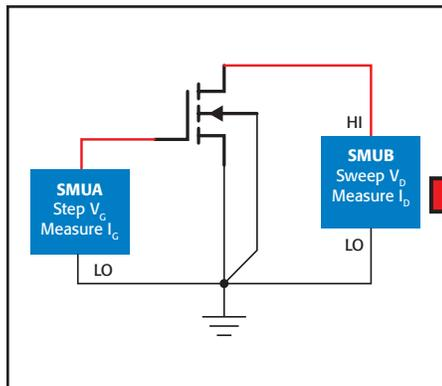 HI
SMUB
Sweep V_D
Measure I_D
LO
SMUA
Step V_G
Measure I_G
LO